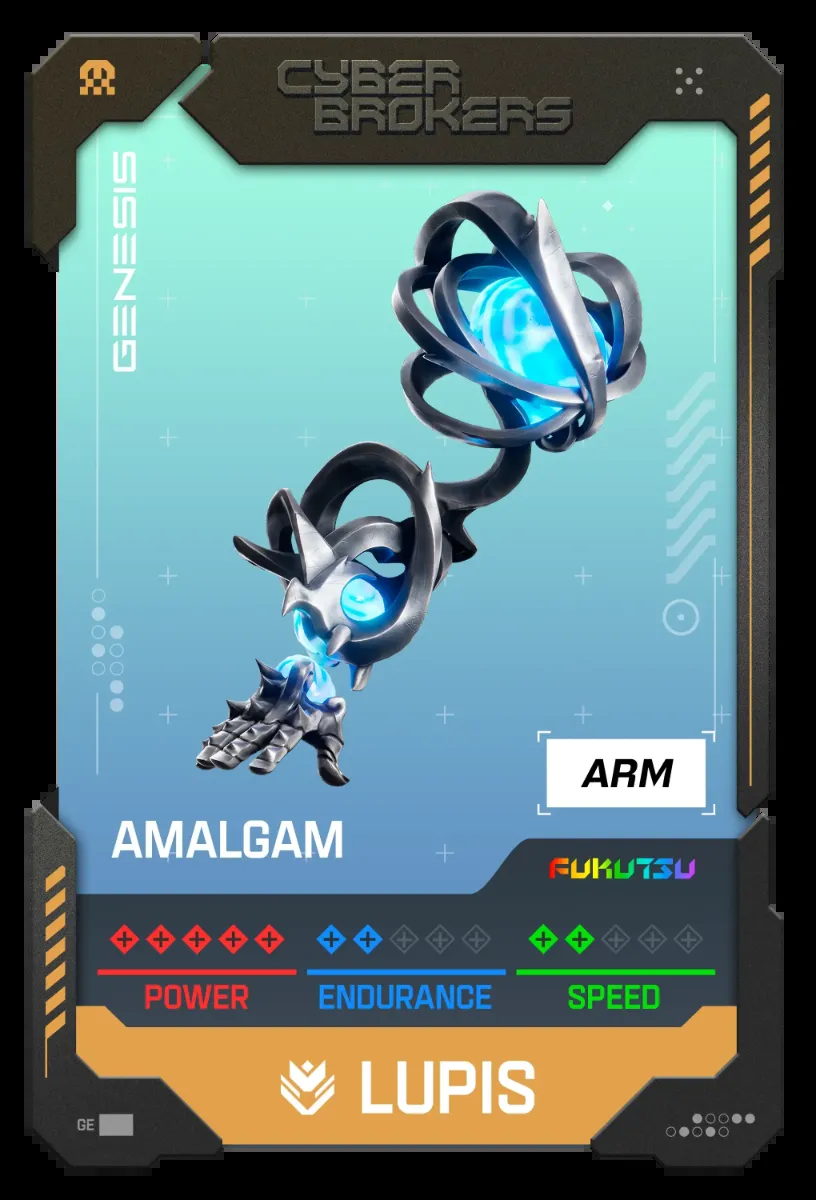 CYBER
BROKERS
GENESIS
ARM
AMALGAM
FUKUTSU
POWER
ENDURANCE
SPEED
LUPIS
GE